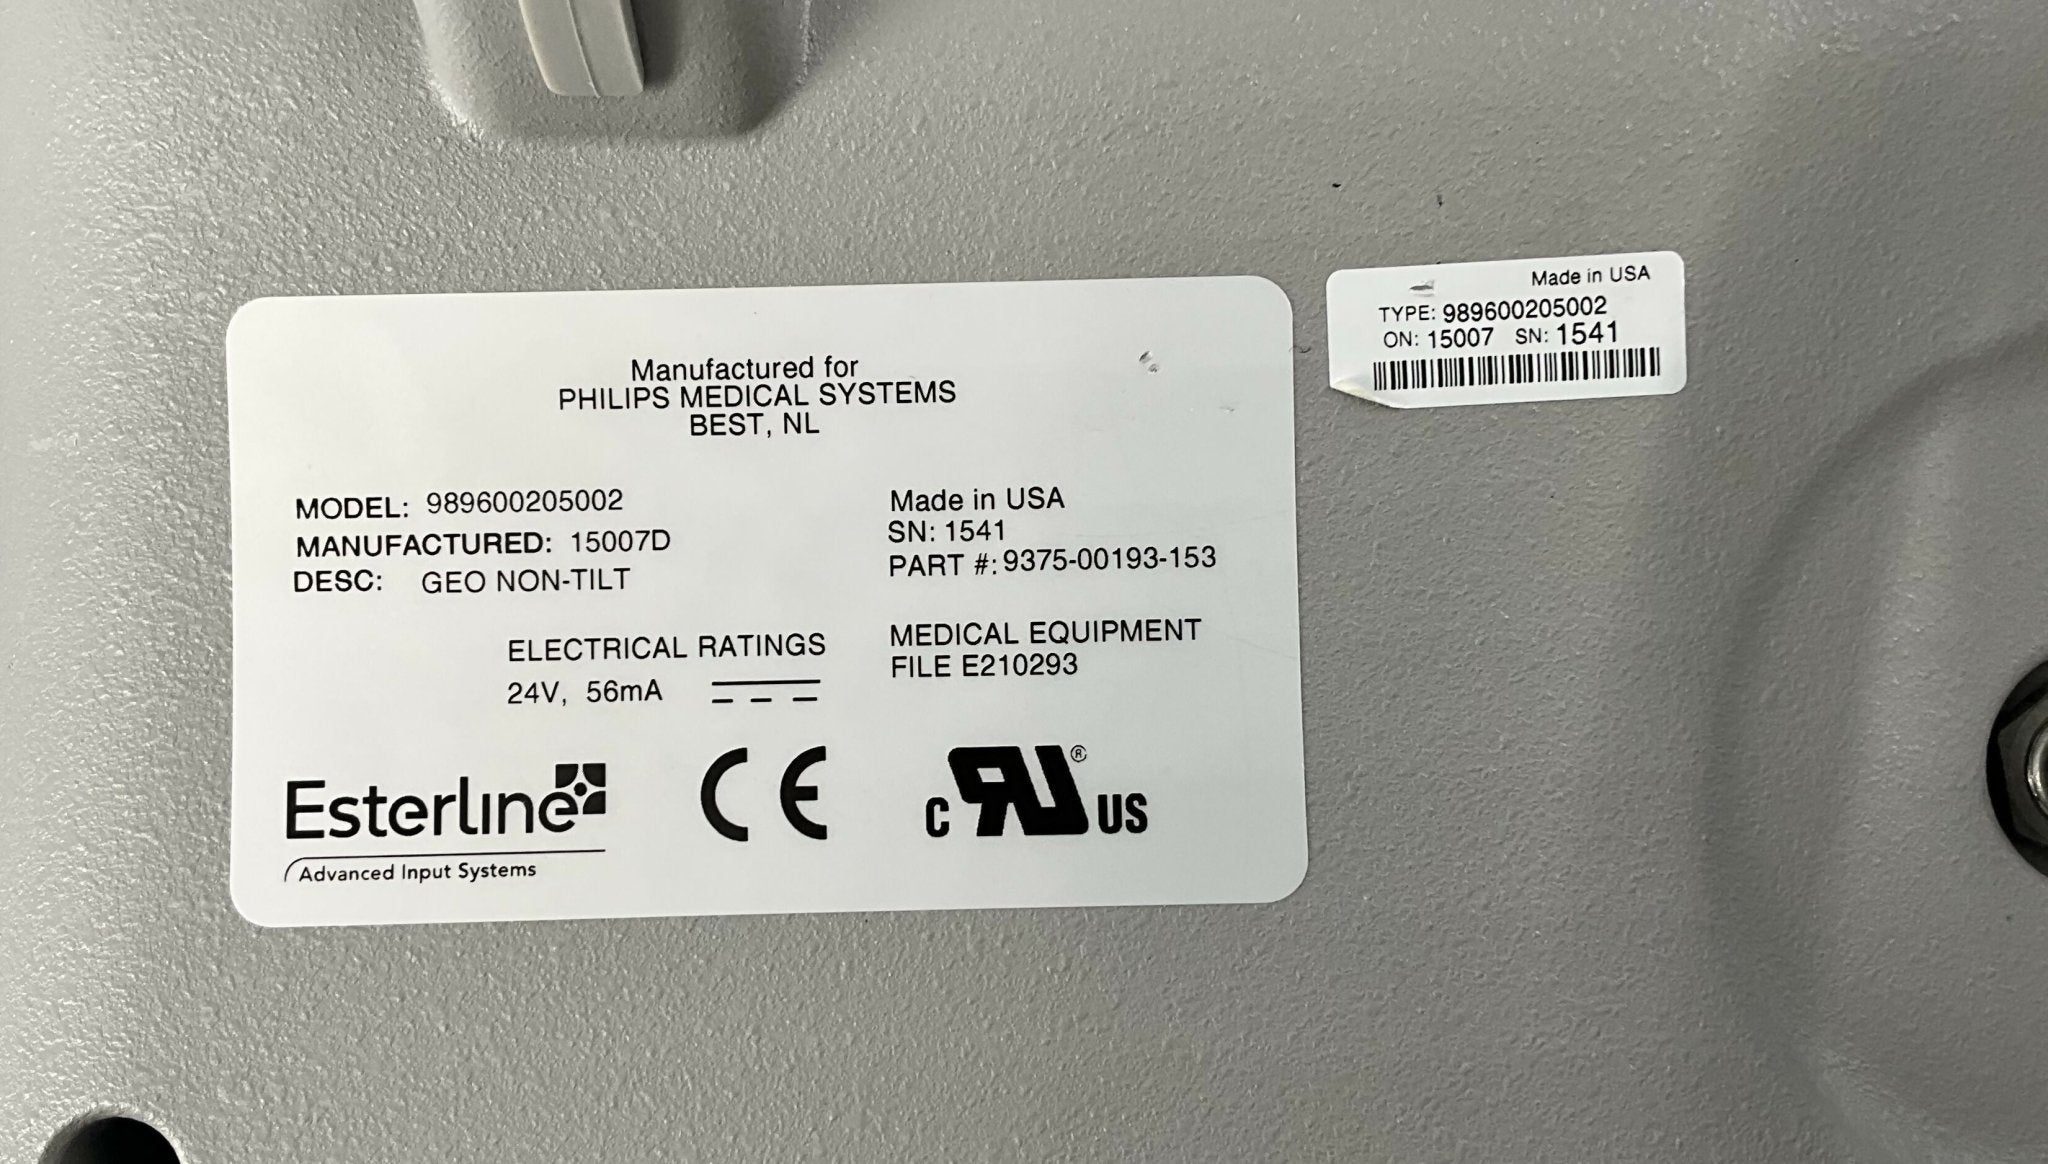 Manufactured for
PHILIPS MEDICAL SYSTEMS
BEST, NL
MODEL: 989600205002
MANUFACTURED: 15007D
DESC: GEO NON-TILT
Made in USA
SN: 1541
PART #: 9375-00193-153
ELECTRICAL RATINGS
24V, 56mA
MEDICAL EQUIPMENT
FILE E210293
Esterline
Advanced Input Systems
CE
c RU® US
Made in USA
TYPE: 989600205002
ON: 15007 SN: 1541